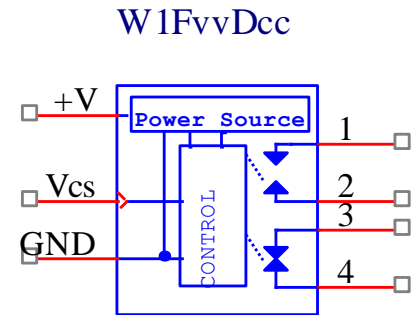 W1FvvDcc
+V
Power Source
1
Vcs
2
3
GND
CONTROL
4